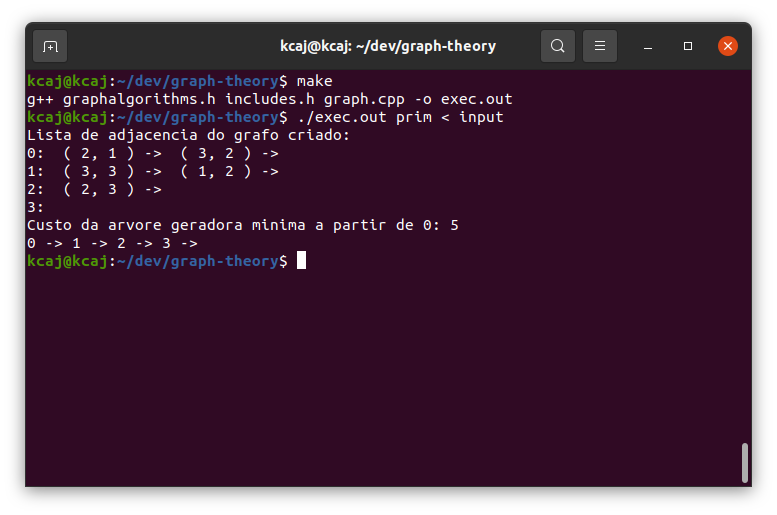 kcaj@kcaj: ~/dev/graph-theory
kcaj@kcaj:~/dev/graph-theory$ make
g++ graphalgorithms.h includes.h graph.cpp -o exec.out
kcaj@kcaj:~/dev/graph-theory$ ./exec.out prim < input
Lista de adjacencia do grafo criado:
0:  ( 2, 1 ) ->  ( 3, 2 ) ->
1:  ( 3, 3 ) ->  ( 1, 2 ) ->
2:  ( 2, 3 ) ->
3:
Custo da arvore geradora minima a partir de 0: 5
0 -> 1 -> 2 -> 3 ->
kcaj@kcaj:~/dev/graph-theory$